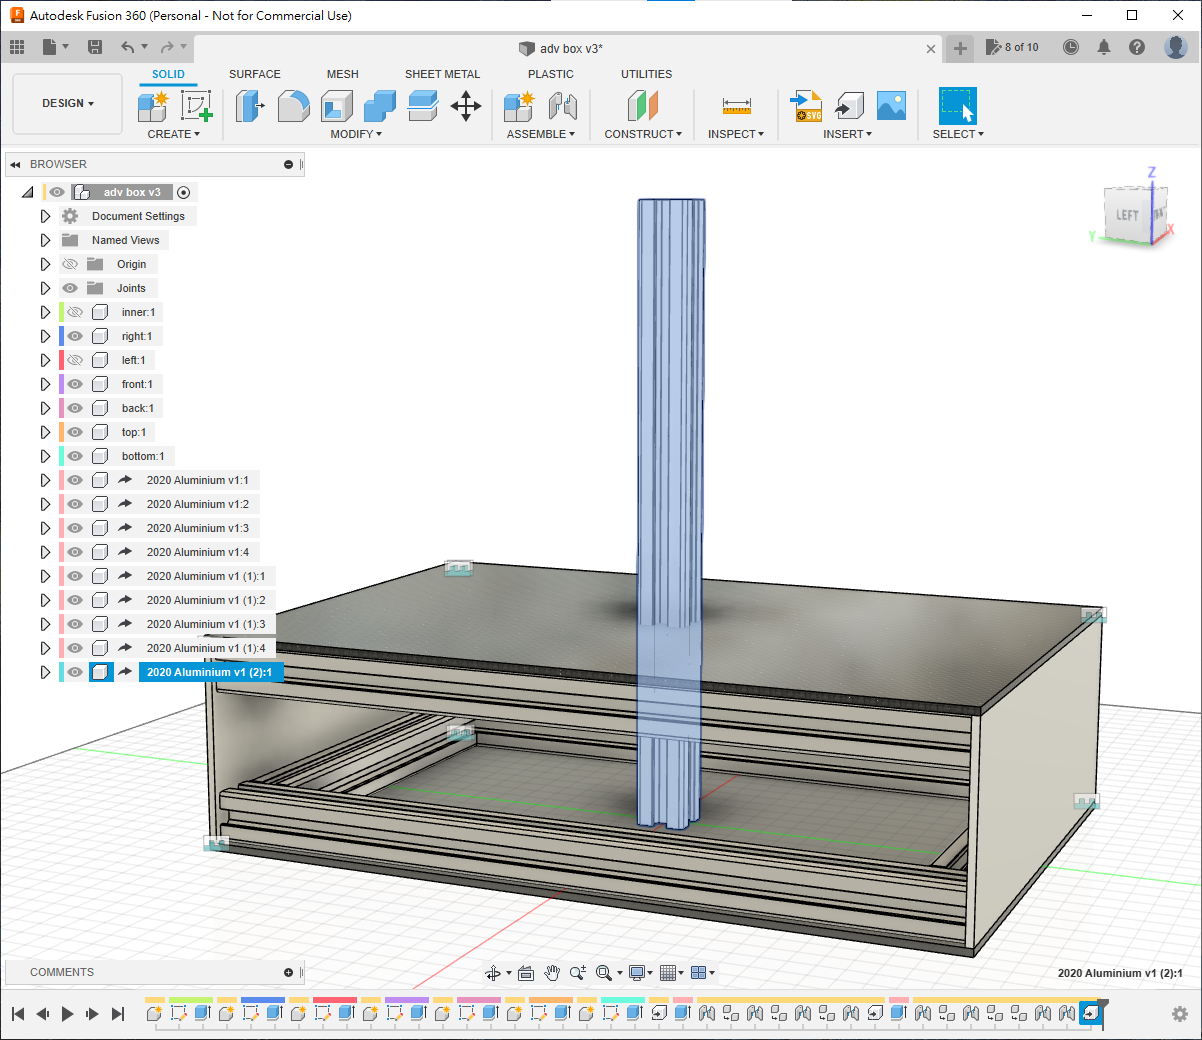 Autodesk Fusion 360 (Personal - Not for Commercial Use)
adv box v3*
8 of 10
SOLID SURFACE MESH SHEET METAL PLASTIC UTILITIES
DESIGN
CREATE MODIFY ASSEMBLE CONSTRUCT INSPECT INSERT SELECT
SVG
BROWSER
adv box v3
Document Settings
Named Views
Origin
Joints
inner:1
right:1
left:1
front:1
back:1
top:1
bottom:1
2020 Aluminium v1:1
2020 Aluminium v1:2
2020 Aluminium v1:3
2020 Aluminium v1:4
2020 Aluminium v1 (1):1
2020 Aluminium v1 (1):2
2020 Aluminium v1 (1):3
2020 Aluminium v1 (1):4
2020 Aluminium v1 (2):1
Z
LEFT
Y
X
COMMENTS
2020 Aluminium v1 (2):1